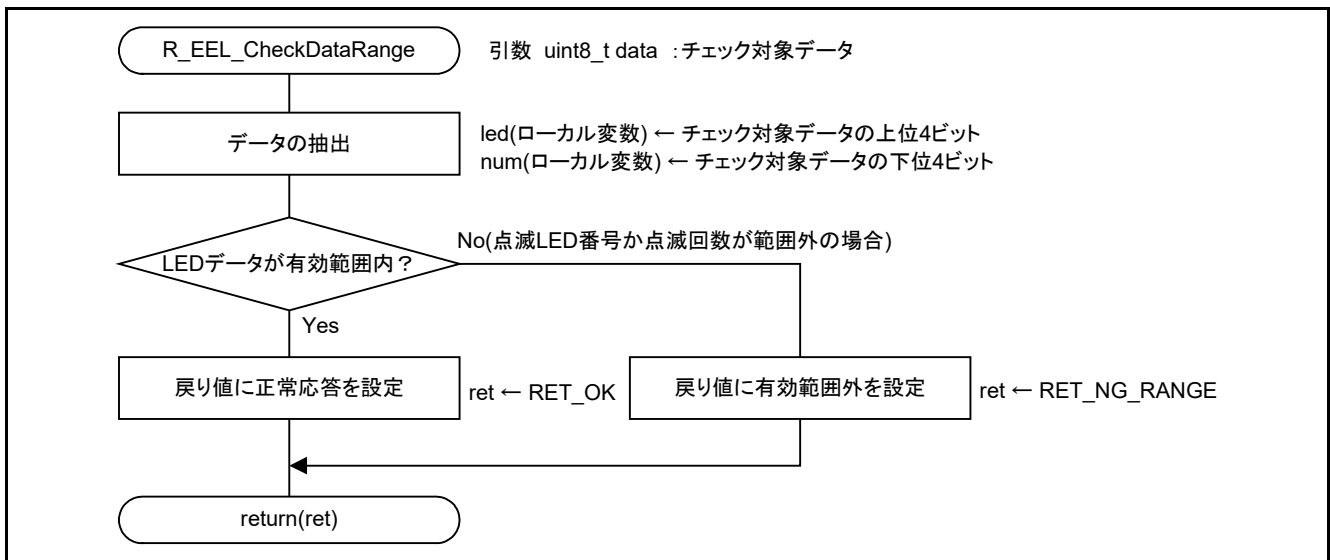 R_EEL_CheckDataRange
引数 uint8_t data :チェック対象データ
データの抽出
led(ローカル変数) ← チェック対象データの上位4ビット
num(ローカル変数) ← チェック対象データの下位4ビット
No(点滅LED番号か点滅回数が範囲外の場合)
LEDデータが有効範囲内?
Yes
戻り値に正常応答を設定
ret ← RET_OK
戻り値に有効範囲外を設定
ret ← RET_NG_RANGE
return(ret)